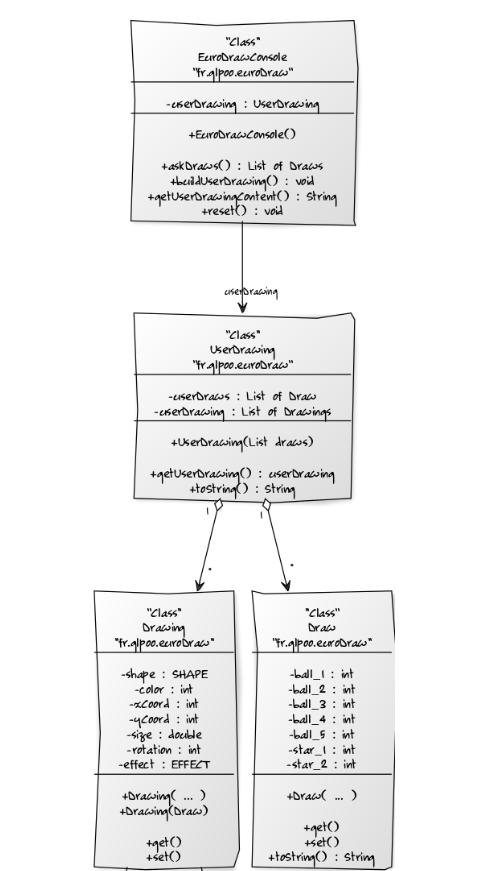 "Class"
EuroDrawConsole
"fr.glpoo.euroDraw"
-userDrawing : UserDrawing
+EuroDrawConsole()
+askDraws() : List of Draws
+buildUserDrawing() : void
+getUserDrawingContent() : String
+reset() : void
userDrawing
"Class"
UserDrawing
"fr.glpoo.euroDraw"
-userDraws : List of Draw
-userDrawing : List of Drawings
+UserDrawing(List draws)
+getUserDrawing() : userDrawing
+toString() : String
1
1
*
*
"Class"
Drawing
"fr.glpoo.euroDraw"
-shape : SHAPE
-color : int
-xCoord : int
-yCoord : int
-size : double
-rotation : int
-effect : EFFECT
+Drawing( ... )
+Drawing(Draw)
+get()
+set()
"Class"
Draw
"fr.glpoo.euroDraw"
-ball_1 : int
-ball_2 : int
-ball_3 : int
-ball_4 : int
-ball_5 : int
-star_1 : int
-star_2 : int
+Draw( ... )
+get()
+set()
+toString() : String